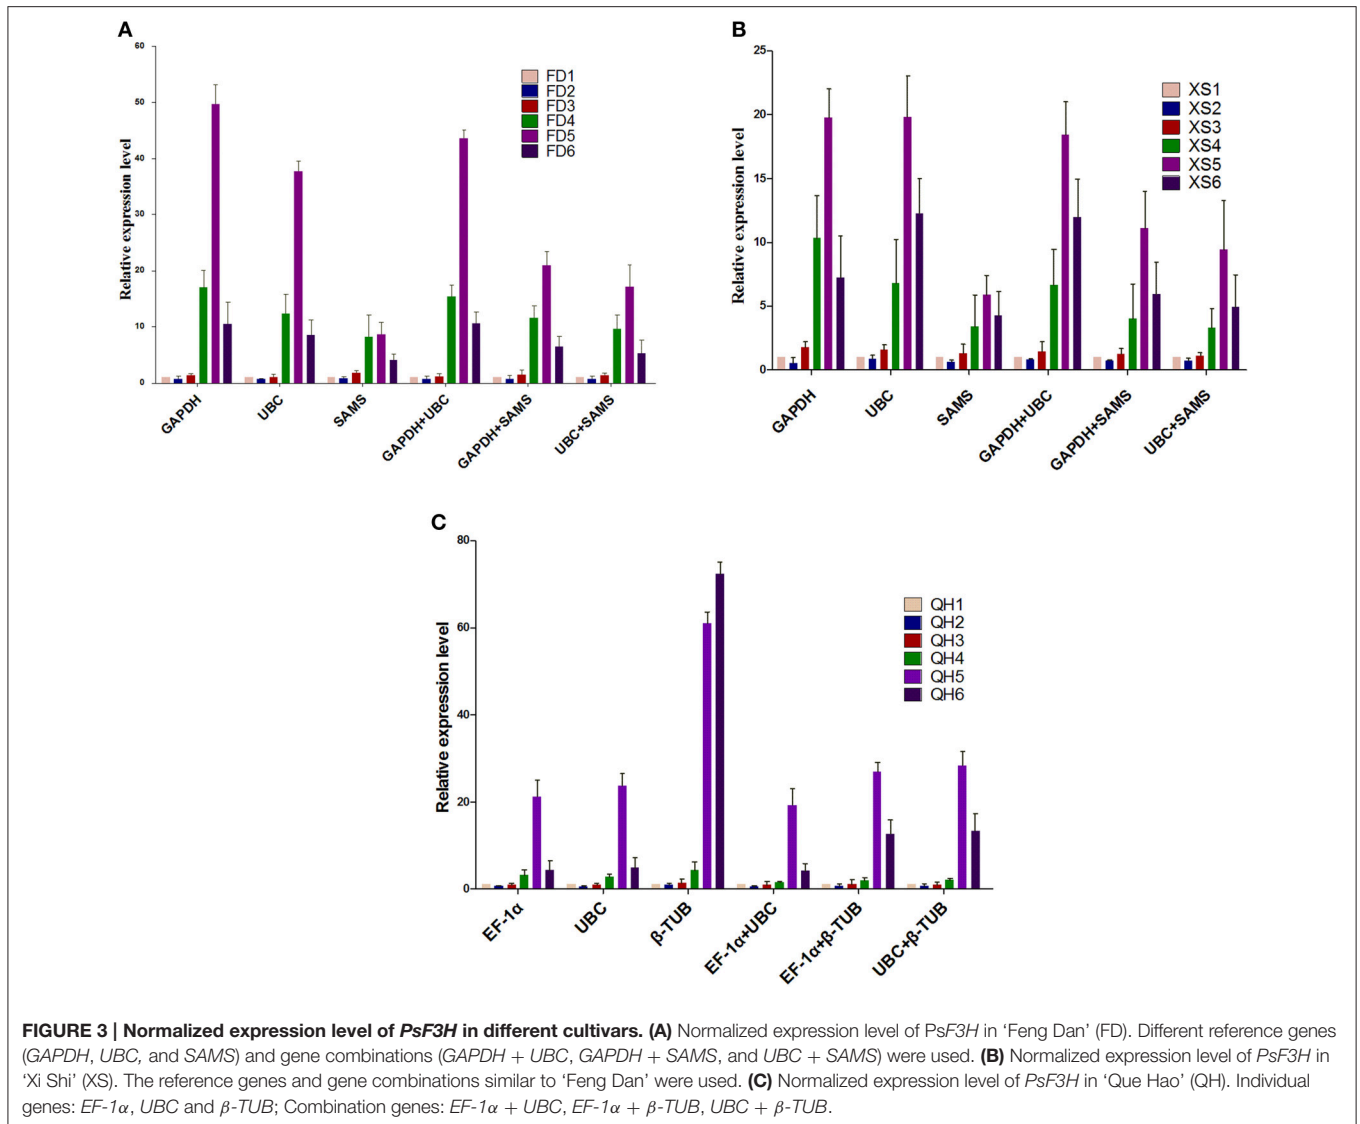 A
60
50
40
30
20
10
0
Relative expression level
FD1
FD2
FD3
FD4
FD5
FD6
GAPDH
UBC
SAMS
GAPDH+UBC
GAPDH+SAMS
UBC+SAMS
B
25
20
15
10
5
0
Relative expression level
XS1
XS2
XS3
XS4
XS5
XS6
GAPDH
UBC
SAMS
GAPDH+UBC
GAPDH+SAMS
UBC+SAMS
C
80
60
40
20
0
Relative expression level
QH1
QH2
QH3
QH4
QH5
QH6
EF-1α
UBC
β-TUB
EF-1α+UBC
EF-1α+β-TUB
UBC+β-TUB
FIGURE 3 | Normalized expression level of PsF3H in different cultivars. (A) Normalized expression level of PsF3H in ‘Feng Dan’ (FD). Different reference genes
(GAPDH, UBC, and SAMS) and gene combinations (GAPDH + UBC, GAPDH + SAMS, and UBC + SAMS) were used. (B) Normalized expression level of PsF3H in
‘Xi Shi’ (XS). The reference genes and gene combinations similar to ‘Feng Dan’ were used. (C) Normalized expression level of PsF3H in ‘Que Hao’ (QH). Individual
genes: EF-1α, UBC and β-TUB; Combination genes: EF-1α + UBC, EF-1α + β-TUB, UBC + β-TUB.